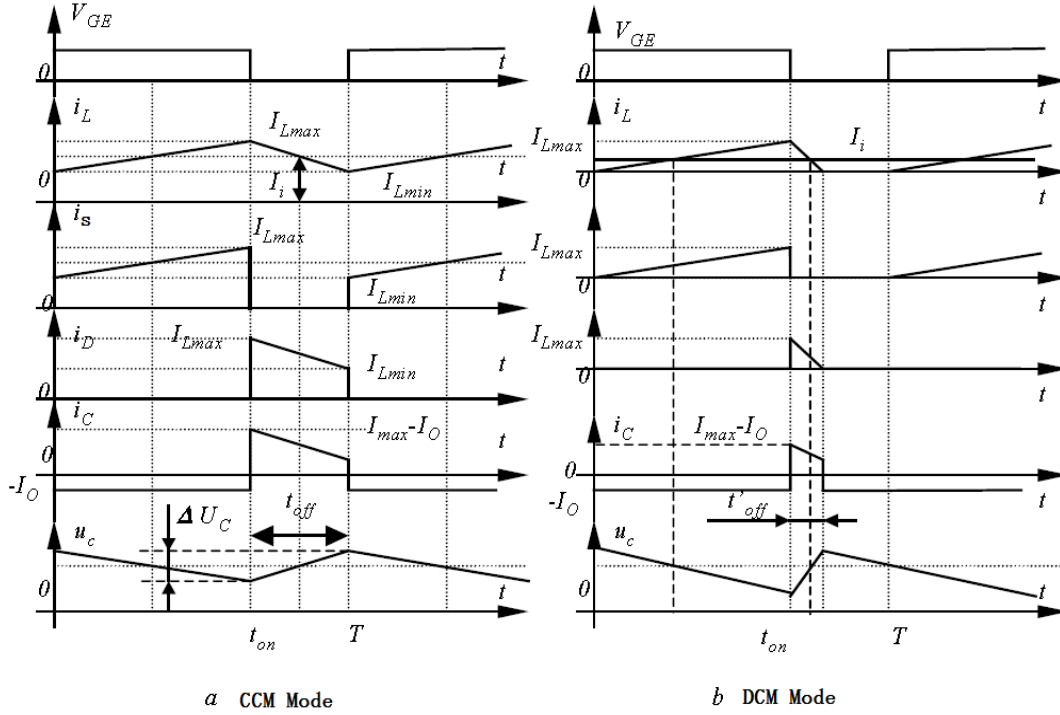 V_GE
0
t
i_L
I_Lmax
0
I_i
I_Lmin
t
i_s
I_Lmax
t
0
I_Lmin
i_D
I_Lmax
I_Lmin
t
0
i_C
I_max-I_O
0
t
-I_O
Δ U_C
t_off
u_c
0
t
t_on
T
a CCM Mode
V_GE
0
t
i_L
I_Lmax
I_i
0
t
I_Lmax
0
t
I_Lmax
0
t
i_C
I_max-I_O
0
t
-I_O
t'_off
u_c
0
t
t_on
T
b DCM Mode